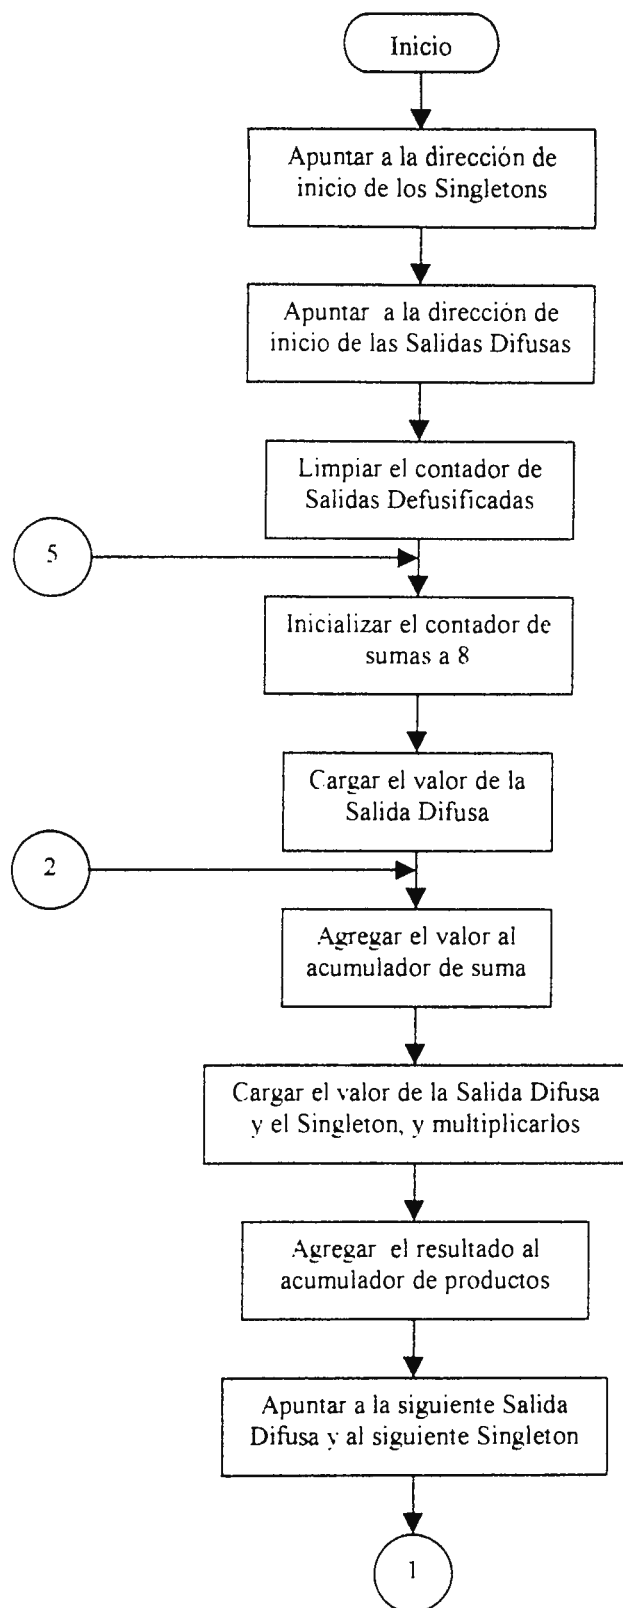 Inicio
Apuntar a la dirección de
inicio de los Singletons
Apuntar a la dirección de
inicio de las Salidas Difusas
Limpiar el contador de
Salidas Defusificadas
5
Inicializar el contador de
sumas a 8
Cargar el valor de la
Salida Difusa
2
Agregar el valor al
acumulador de suma
Cargar el valor de la Salida Difusa
y el Singleton, y multiplicarlos
Agregar el resultado al
acumulador de productos
Apuntar a la siguiente Salida
Difusa y al siguiente Singleton
1